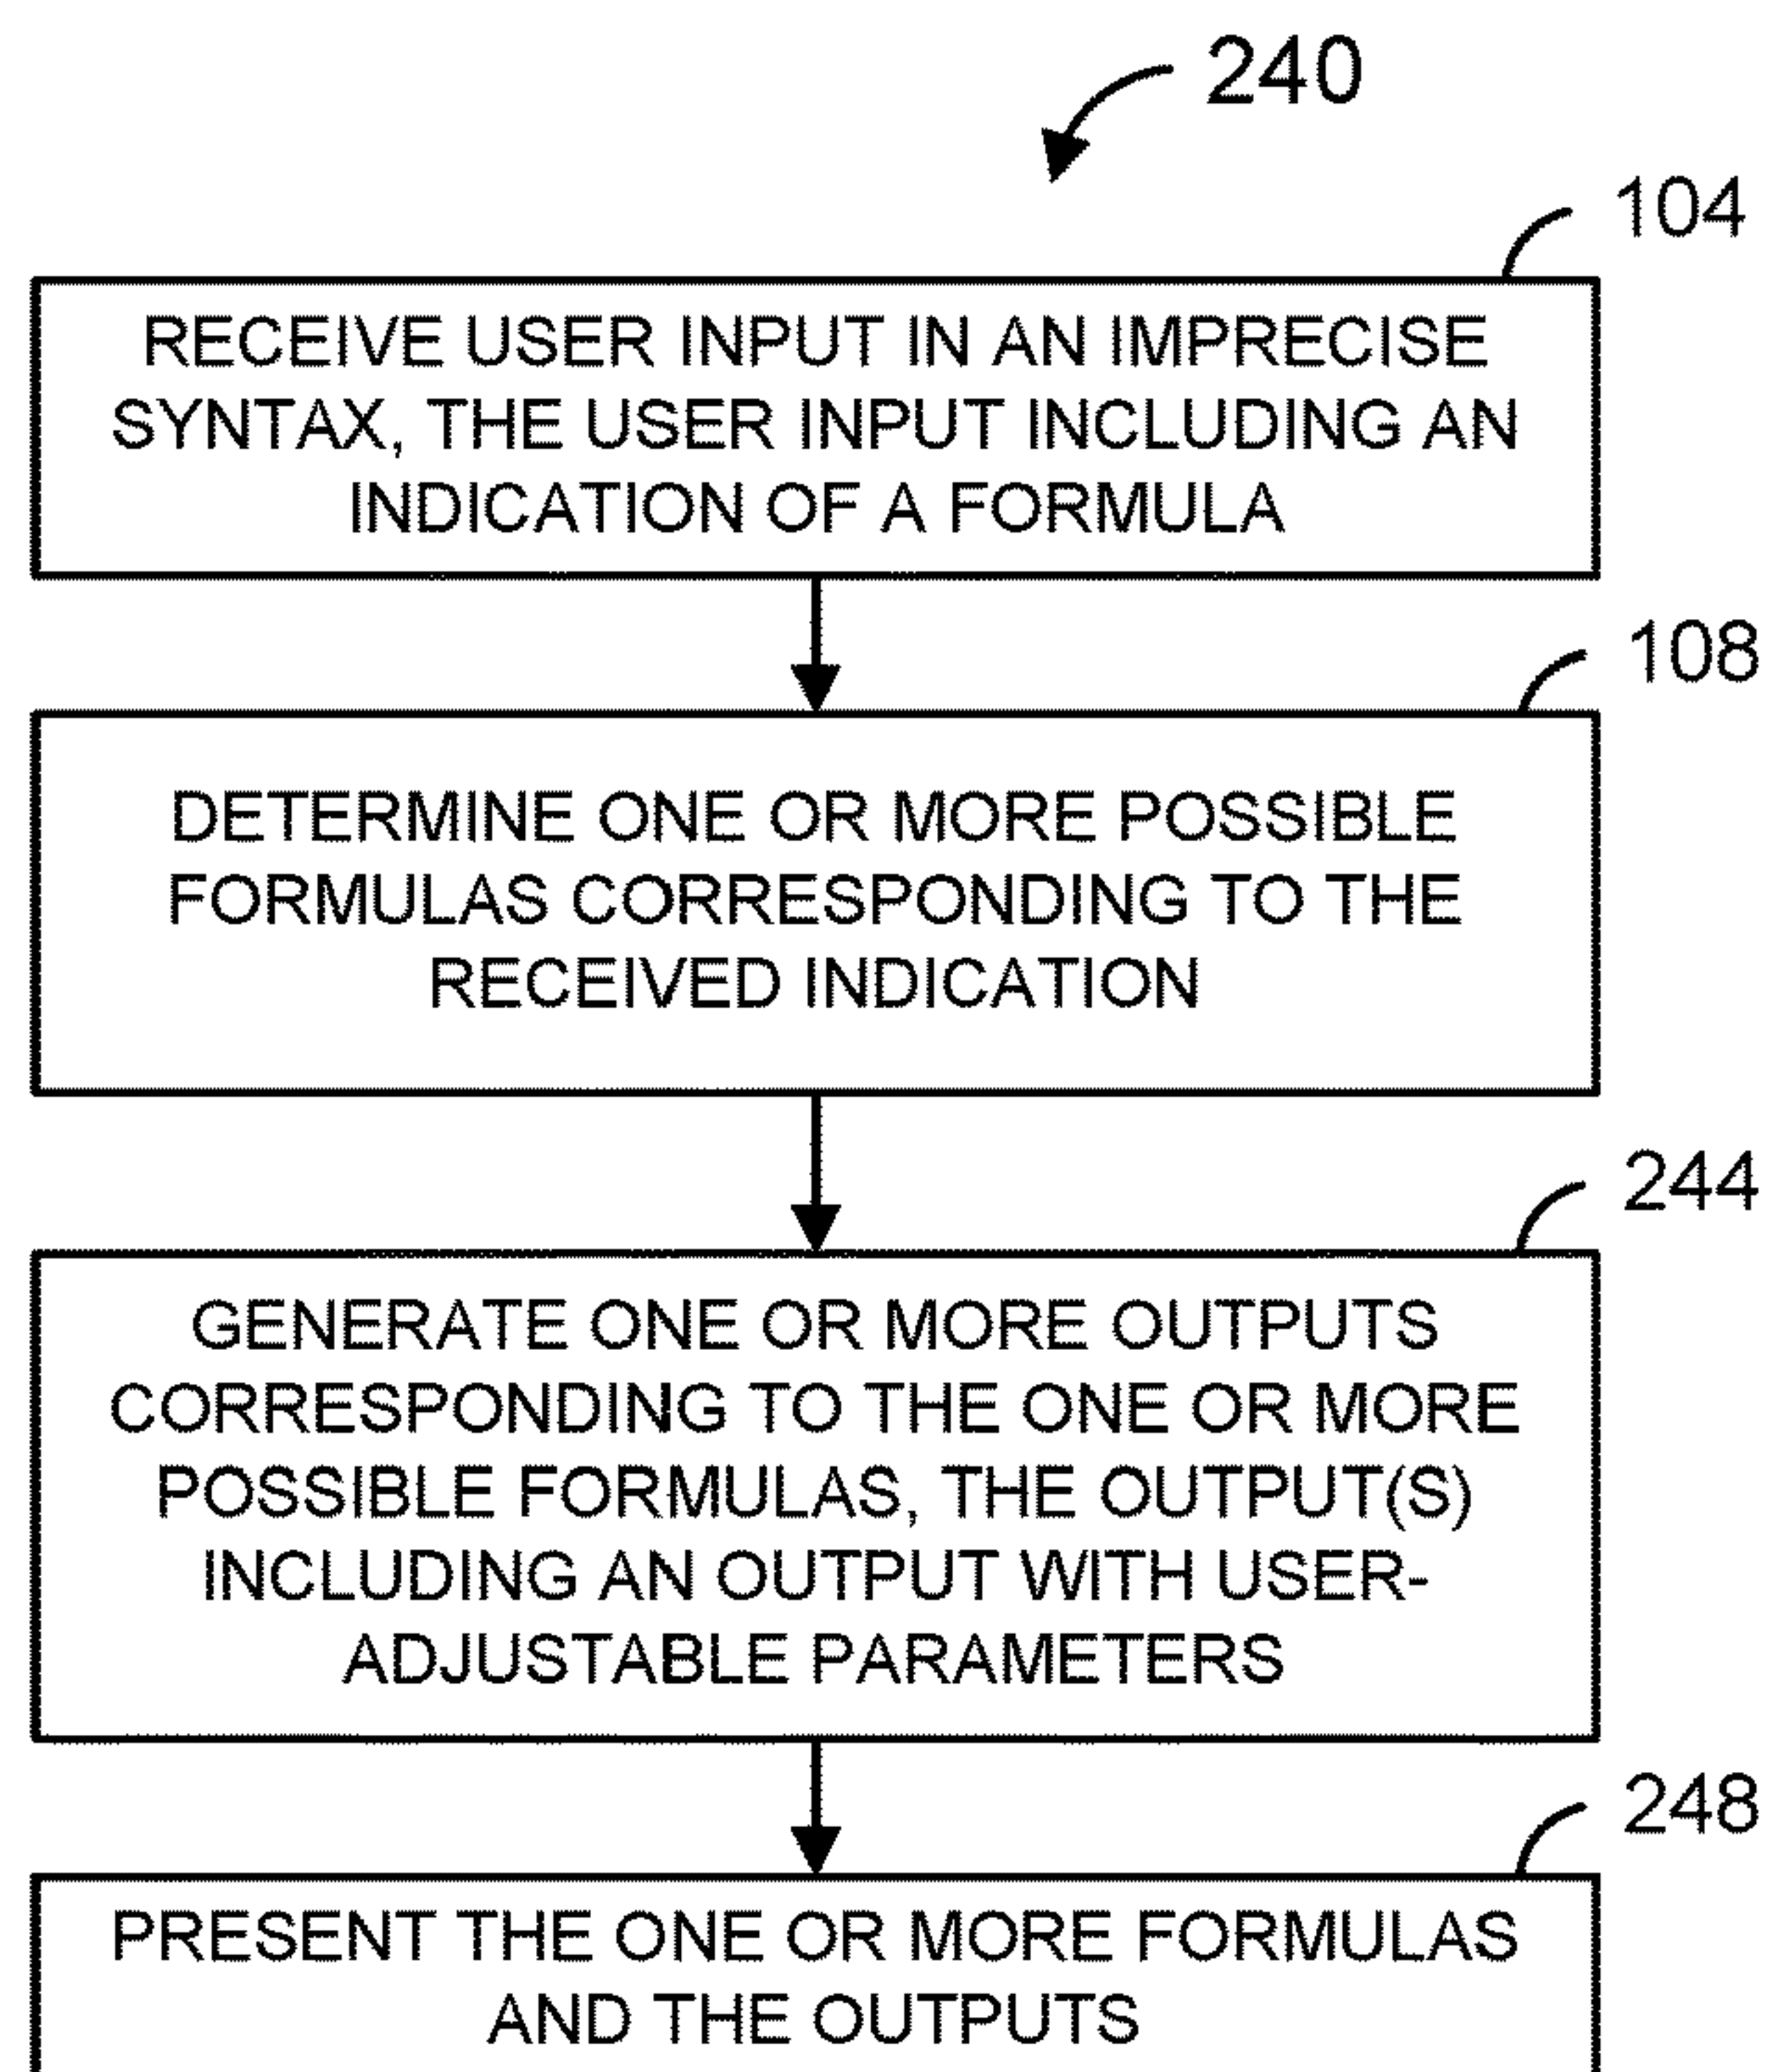 240
104
RECEIVE USER INPUT IN AN IMPRECISE
SYNTAX, THE USER INPUT INCLUDING AN
INDICATION OF A FORMULA
108
DETERMINE ONE OR MORE POSSIBLE
FORMULAS CORRESPONDING TO THE
RECEIVED INDICATION
244
GENERATE ONE OR MORE OUTPUTS
CORRESPONDING TO THE ONE OR MORE
POSSIBLE FORMULAS, THE OUTPUT(S)
INCLUDING AN OUTPUT WITH USER-
ADJUSTABLE PARAMETERS
248
PRESENT THE ONE OR MORE FORMULAS
AND THE OUTPUTS